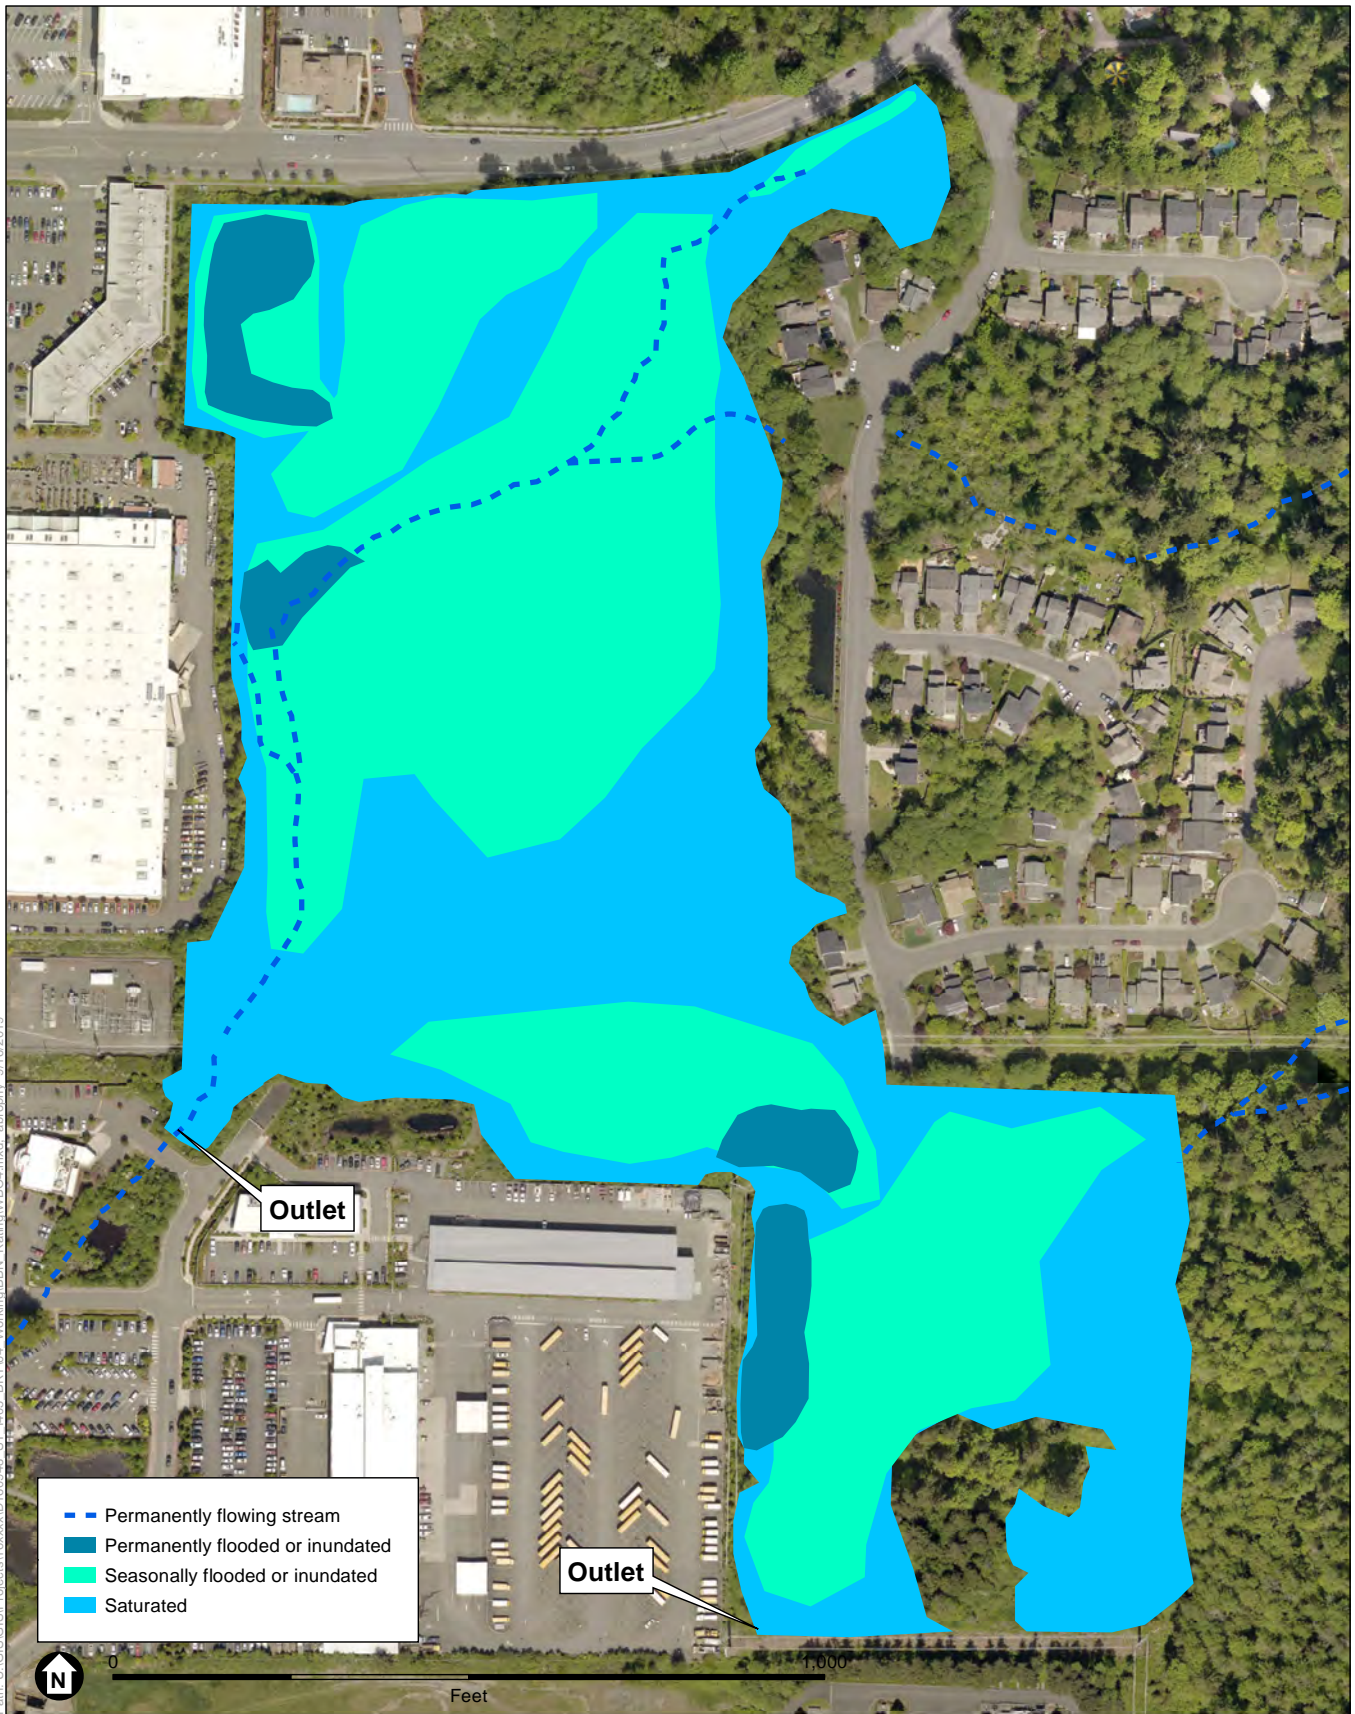 Outlet
Permanently flowing stream
Permanently flooded or inundated
Seasonally flooded or inundated
Saturated
Outlet
N
0
1,000
Feet